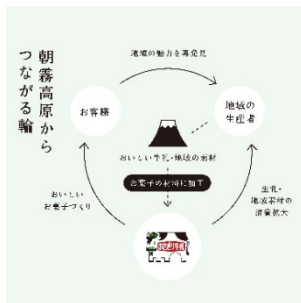 朝霧高原から
つながる輪
地域の魅力を再発見
お客様
地域の
生産者
おいしい牛乳・地域の素材
お菓子の材料に加工
おいしい
お菓子づくり
生乳・
地域素材の
消費拡大